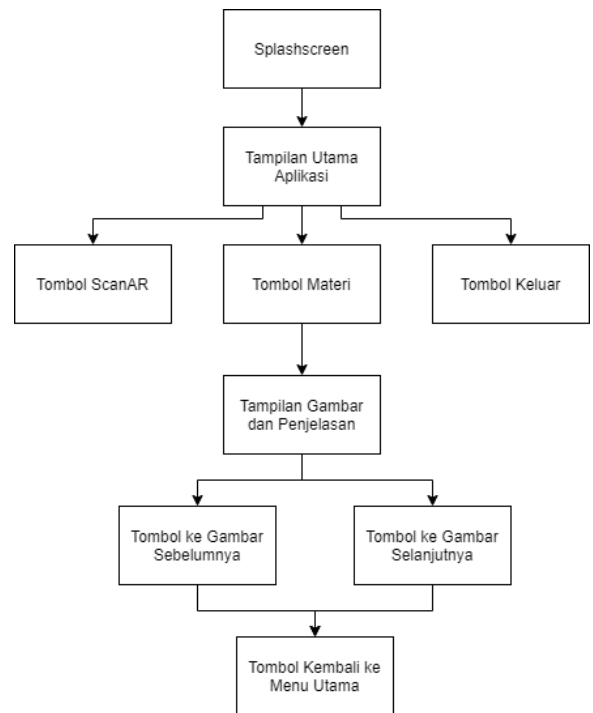 Splashscreen
Tampilan Utama
Aplikasi
Tombol ScanAR
Tombol Materi
Tombol Keluar
Tampilan Gambar
dan Penjelasan
Tombol ke Gambar
Sebelumnya
Tombol ke Gambar
Selanjutnya
Tombol Kembali ke
Menu Utama